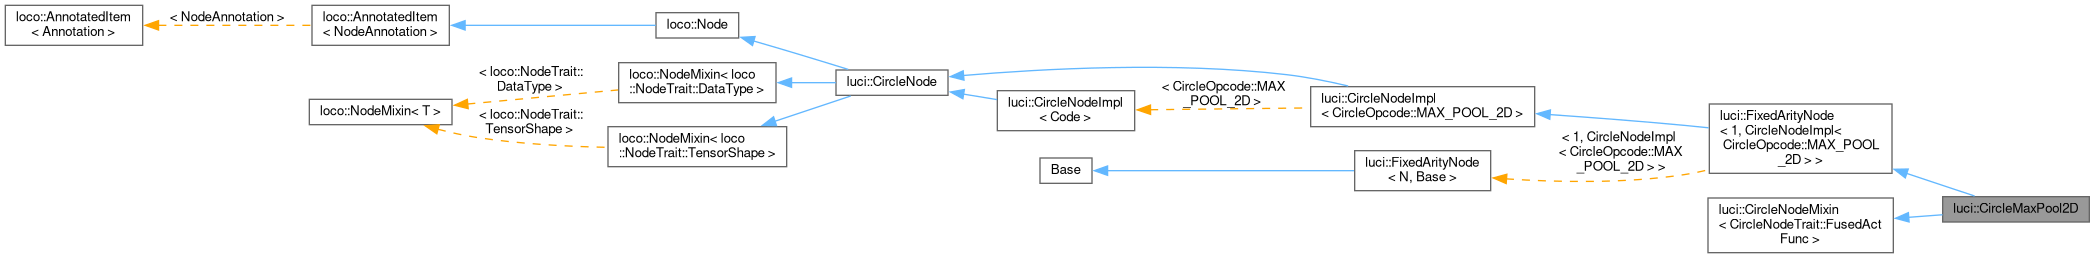 loco::AnnotatedItem
< Annotation >
< NodeAnnotation >
loco::AnnotatedItem
< NodeAnnotation >
loco::Node
loco::NodeMixin< T >
< loco::NodeTrait::
DataType >
< loco::NodeTrait::
TensorShape >
loco::NodeMixin< loco
::NodeTrait::DataType >
loco::NodeMixin< loco
::NodeTrait::TensorShape >
luci::CircleNode
luci::CircleNodeImpl
< Code >
Base
< CircleOpcode::MAX
_POOL_2D >
luci::CircleNodeImpl
< CircleOpcode::MAX_POOL_2D >
luci::FixedArityNode
< N, Base >
< 1, CircleNodeImpl
< CircleOpcode::MAX
_POOL_2D > >
luci::FixedArityNode
< 1, CircleNodeImpl<
CircleOpcode::MAX_POOL
_2D > >
luci::CircleNodeMixin
< CircleNodeTrait::FusedAct
Func >
luci::CircleMaxPool2D